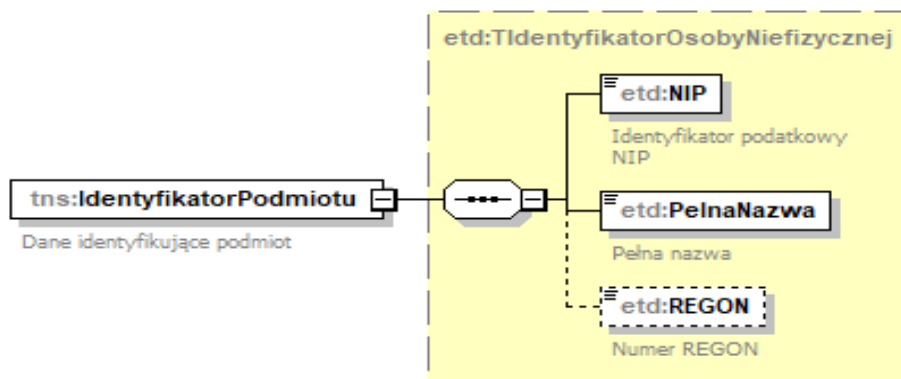 etd:TIdentyfikatorOsobyNiefizycznej
etd:NIP
Identyfikator podatkowy
NIP
tns:IdentyfikatorPodmiotu
Dane identyfikujące podmiot
etd:PelnaNazwa
Pełna nazwa
etd:REGON
Numer REGON